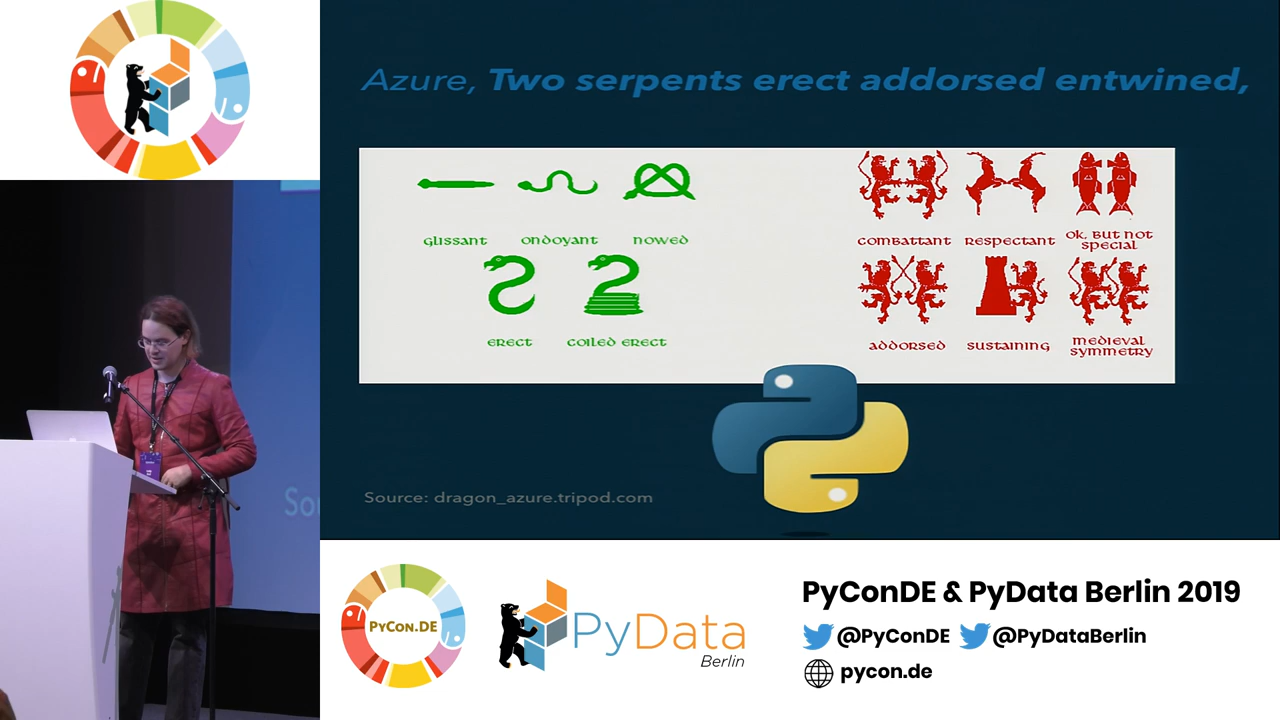 Azure, Two serpents erect addorsed entwined,
GLISSANT
ONDOYANT
NOWED
COMBATTANT
RESPECTANT
OK, BUT NOT
SPECIAL
ERECT
COILED ERECT
ADDORSED
SUSTAINING
MEDIEVAL
SYMMETRY
Source: dragon_azure.tripod.com
So
PyCon.DE
PyData
Berlin
PyConDE & PyData Berlin 2019
@PyConDE @PyDataBerlin
pycon.de